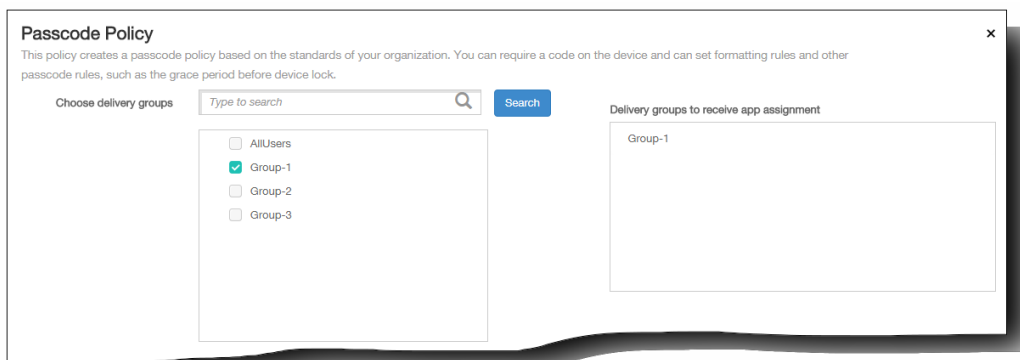 Passcode Policy
×
This policy creates a passcode policy based on the standards of your organization. You can require a code on the device and can set formatting rules and other
passcode rules, such as the grace period before device lock.
Choose delivery groups
Type to search
Search
Delivery groups to receive app assignment
AllUsers
Group-1
Group-2
Group-3
Group-1